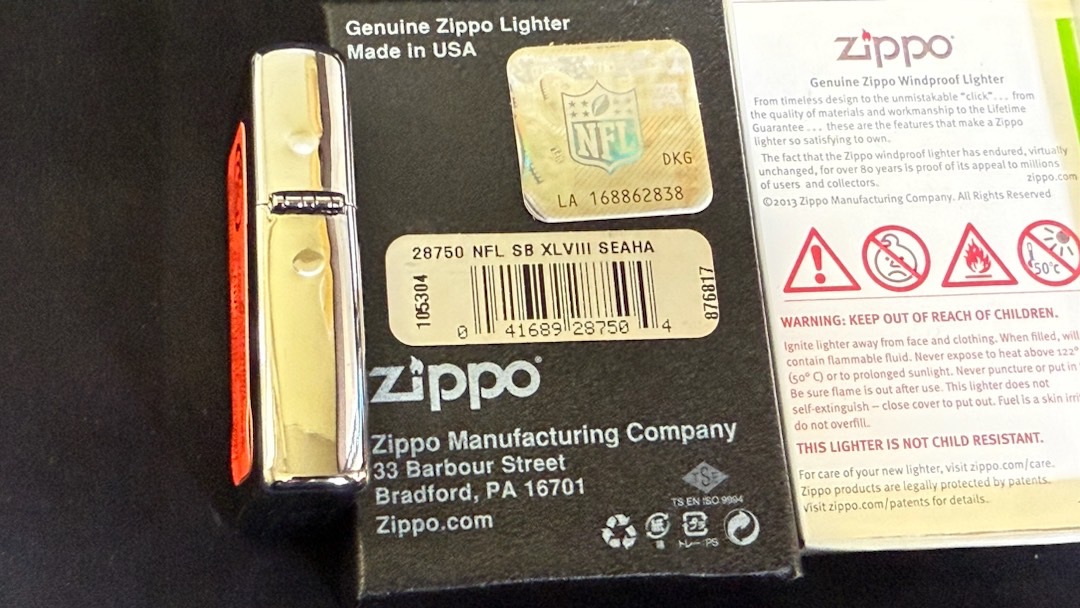 Genuine Zippo Lighter
Made in USA
NFL
DKG
LA 168862838
28750 NFL SB XLVIII SEAHA
105304
876817
0 41689 28750 4
zippo
Zippo Manufacturing Company
33 Barbour Street
Bradford, PA 16701
Zippo.com
TSE
TS EN ISO 9994
PS
zippo
Genuine Zippo Windproof Lighter
From timeless design to the unmistakable “click”... from
the quality of materials and workmanship to the Lifetime
Guarantee ... these are the features that make a Zippo
lighter so satisfying to own.
The fact that the Zippo windproof lighter has endured, virtually
unchanged, for over 80 years is proof of its appeal to millions
of users and collectors.
zippo.com
©2013 Zippo Manufacturing Company. All Rights Reserved
50°C
WARNING: KEEP OUT OF REACH OF CHILDREN.
Ignite lighter away from face and clothing. When filled, will
contain flammable fluid. Never expose to heat above 122°
(50° C) or to prolonged sunlight. Never puncture or put in
Be sure flame is out after use. This lighter does not
self-extinguish – close cover to put out. Fuel is a skin
do not overfill.
THIS LIGHTER IS NOT CHILD RESISTANT.
For care of your new lighter, visit zippo.com/care.
Zippo products are legally protected by patents.
Visit zippo.com/patents for details.